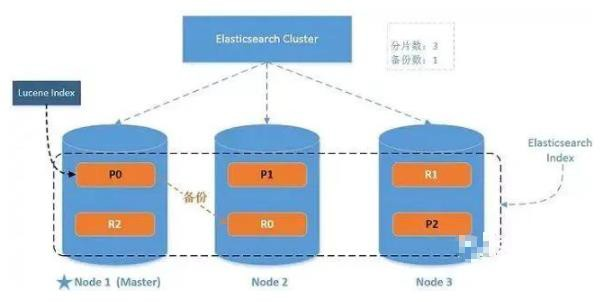 Elasticsearch Cluster
分片数：3
备份数：1
Lucene Index
Elasticsearch
Index
P0
P1
R1
备份
R2
R0
P2
Node 1 (Master)
Node 2
Node 3